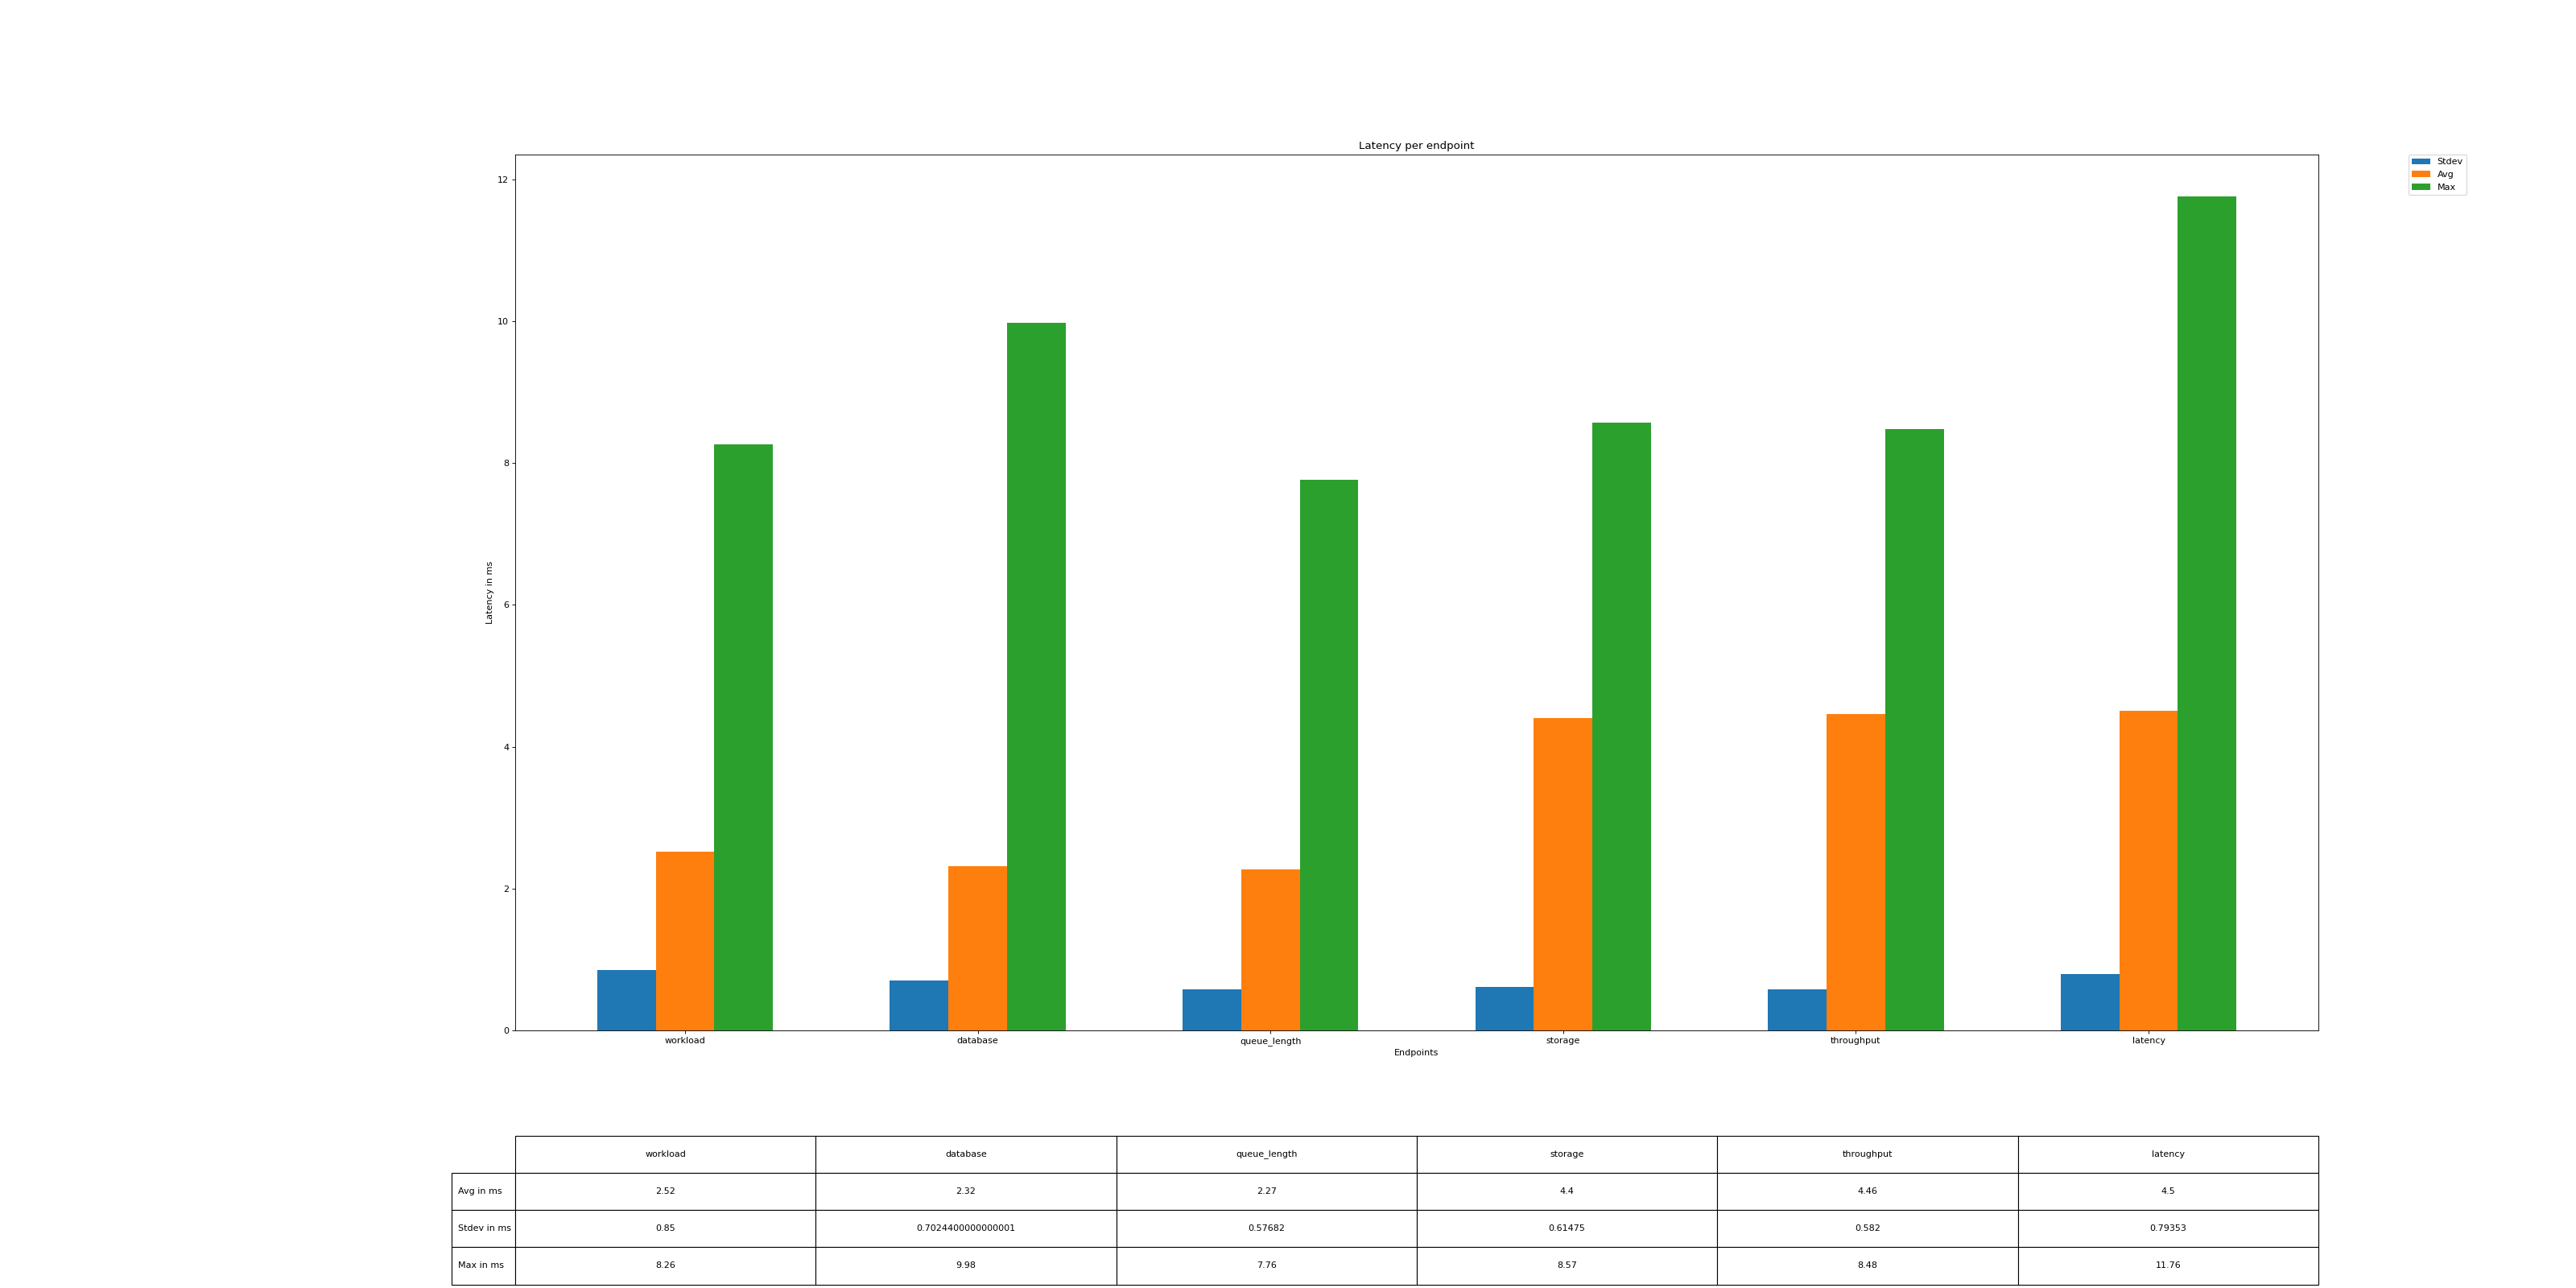 Latency per endpoint
Stdev
Avg
Max
12
10
8
6
4
2
0
Latency in ms
workload database queue_length storage throughput latency
Endpoints
workload database queue_length storage throughput latency
Avg in ms 2.52 2.32 2.27 4.4 4.46 4.5
Stdev in ms 0.85 0.7024400000000001 0.57682 0.61475 0.582 0.79353
Max in ms 8.26 9.98 7.76 8.57 8.48 11.76